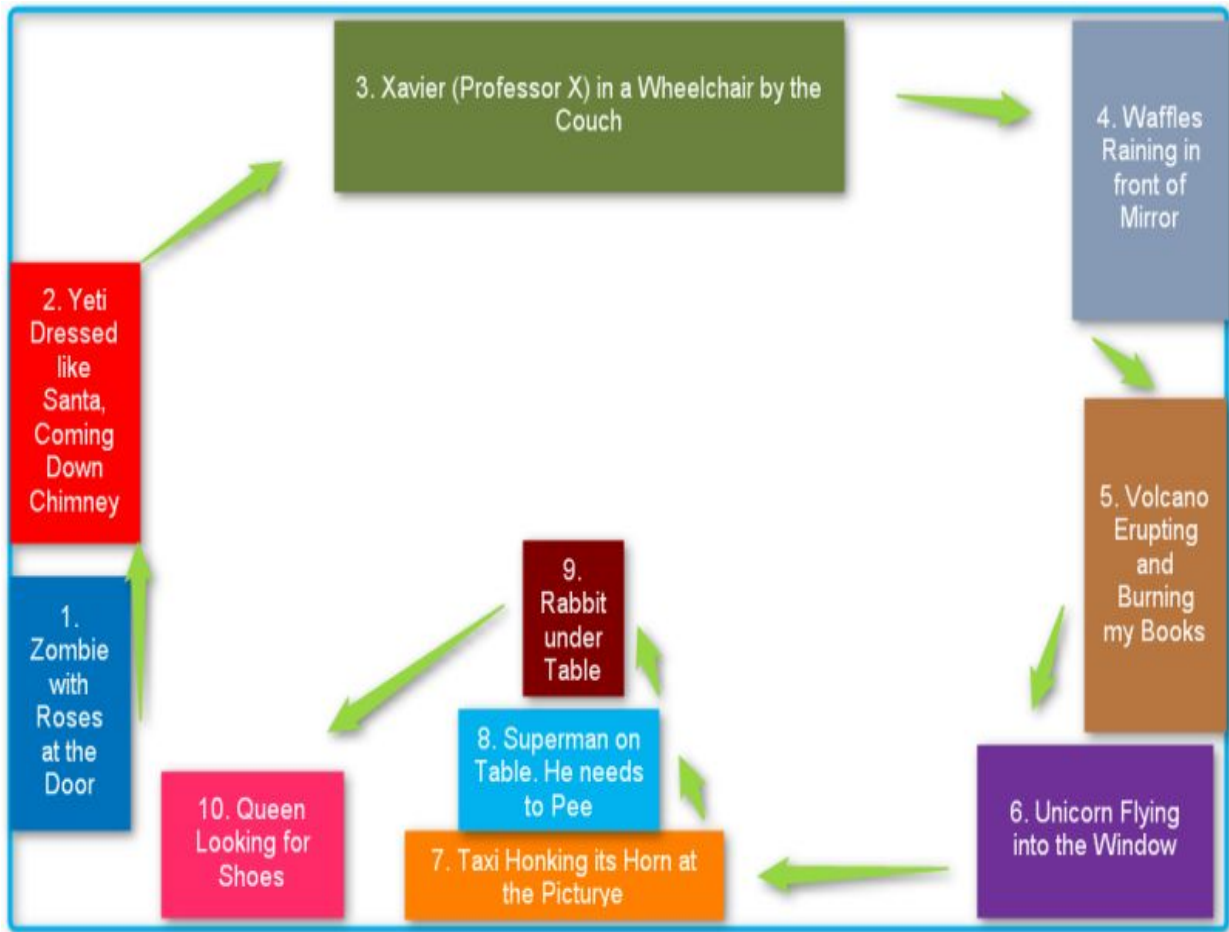 1.
Zombie
with
Roses
at the
Door
2. Yeti
Dressed
like
Santa,
Coming
Down
Chimney
3. Xavier (Professor X) in a Wheelchair by the
Couch
4. Waffles
Raining in
front of
Mirror
5. Volcano
Erupting
and
Burning
my Books
6. Unicorn Flying
into the Window
7. Taxi Honking its Horn at
the Picturye
8. Superman on
Table. He needs
to Pee
9.
Rabbit
under
Table
10. Queen
Looking for
Shoes